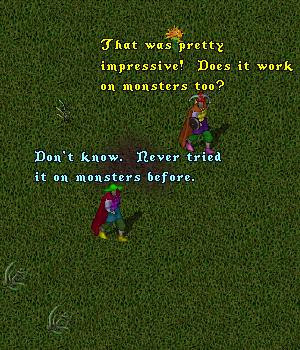 That was pretty
impressive!  Does it work
on monsters too?
Don't know.  Never tried
it on monsters before.